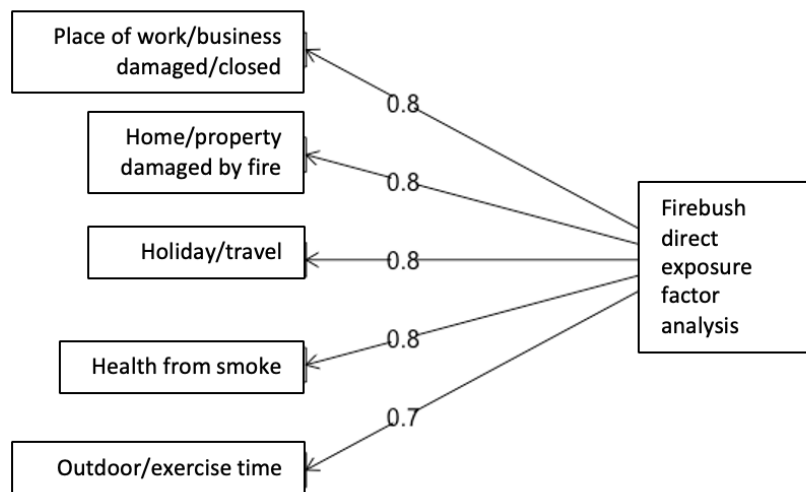 Place of work/business
damaged/closed
0.8
Home/property
damaged by fire
0.8
Holiday/travel
0.8
Health from smoke
0.8
Outdoor/exercise time
0.7
Firebush
direct
exposure
factor
analysis